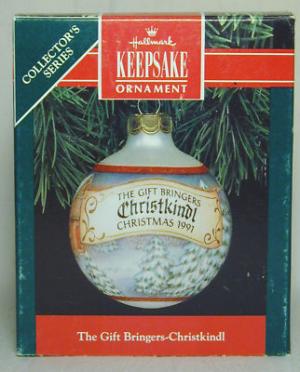 COLLECTOR'S
SERIES
Hallmark
KEEPSAKE
ORNAMENT
THE GIFT BRINGERS
Christkindl
CHRISTMAS 1991
The Gift Bringers-Christkindl